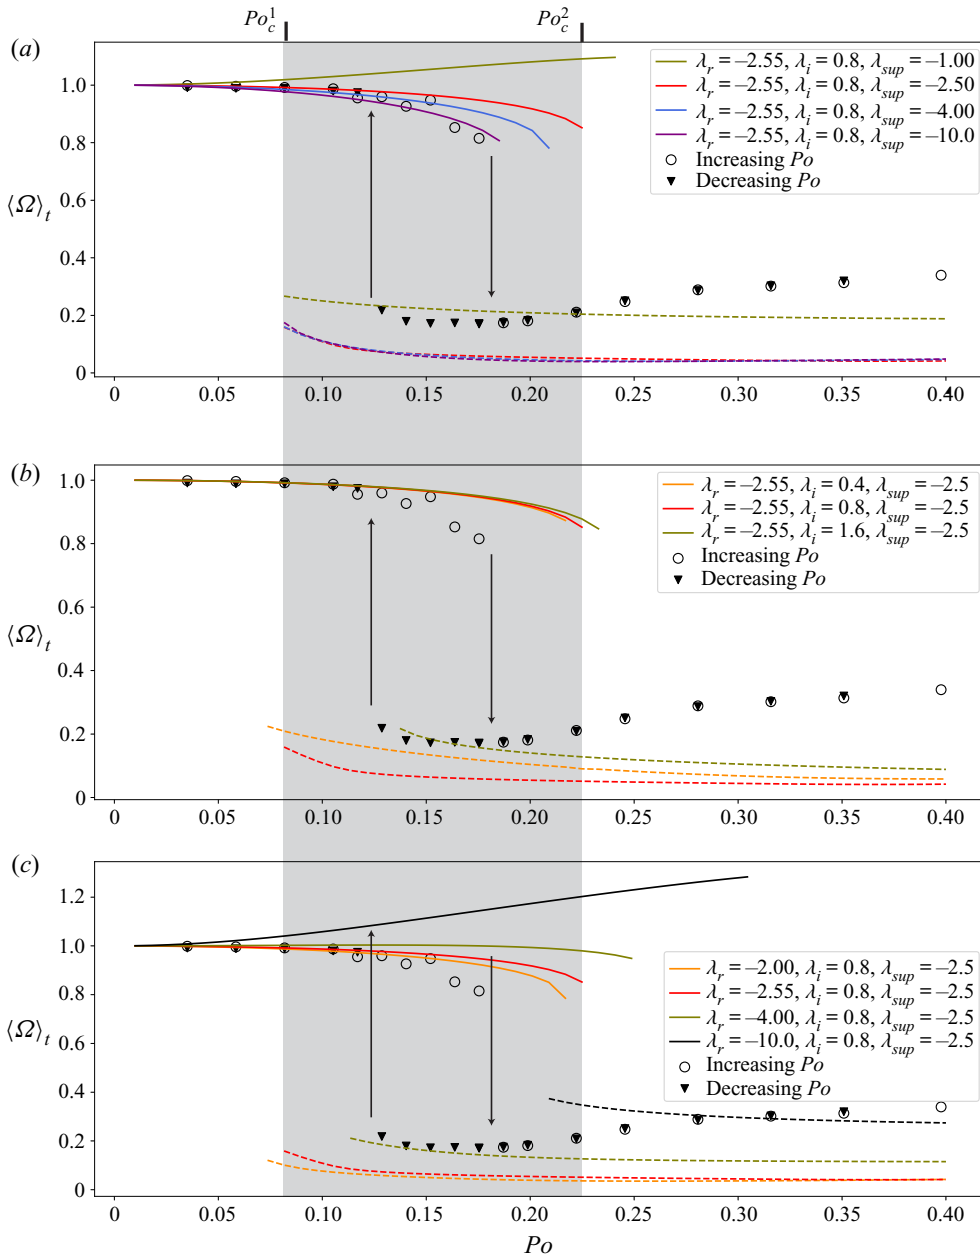 Po_c^1 Po_c^2
(a)
λ_r = –2.55, λ_i = 0.8, λ_sup = –1.00
λ_r = –2.55, λ_i = 0.8, λ_sup = –2.50
λ_r = –2.55, λ_i = 0.8, λ_sup = –4.00
λ_r = –2.55, λ_i = 0.8, λ_sup = –10.0
Increasing Po
Decreasing Po
1.0
0.8
0.6
0.4
0.2
0
⟨Ω⟩_t
0 0.05 0.10 0.15 0.20 0.25 0.30 0.35 0.40
(b)
λ_r = –2.55, λ_i = 0.4, λ_sup = –2.5
λ_r = –2.55, λ_i = 0.8, λ_sup = –2.5
λ_r = –2.55, λ_i = 1.6, λ_sup = –2.5
Increasing Po
Decreasing Po
1.0
0.8
0.6
0.4
0.2
0
⟨Ω⟩_t
0 0.05 0.10 0.15 0.20 0.25 0.30 0.35 0.40
(c)
λ_r = –2.00, λ_i = 0.8, λ_sup = –2.5
λ_r = –2.55, λ_i = 0.8, λ_sup = –2.5
λ_r = –4.00, λ_i = 0.8, λ_sup = –2.5
λ_r = –10.0, λ_i = 0.8, λ_sup = –2.5
Increasing Po
Decreasing Po
1.2
1.0
0.8
0.6
0.4
0.2
0
⟨Ω⟩_t
0 0.05 0.10 0.15 0.20 0.25 0.30 0.35 0.40
Po